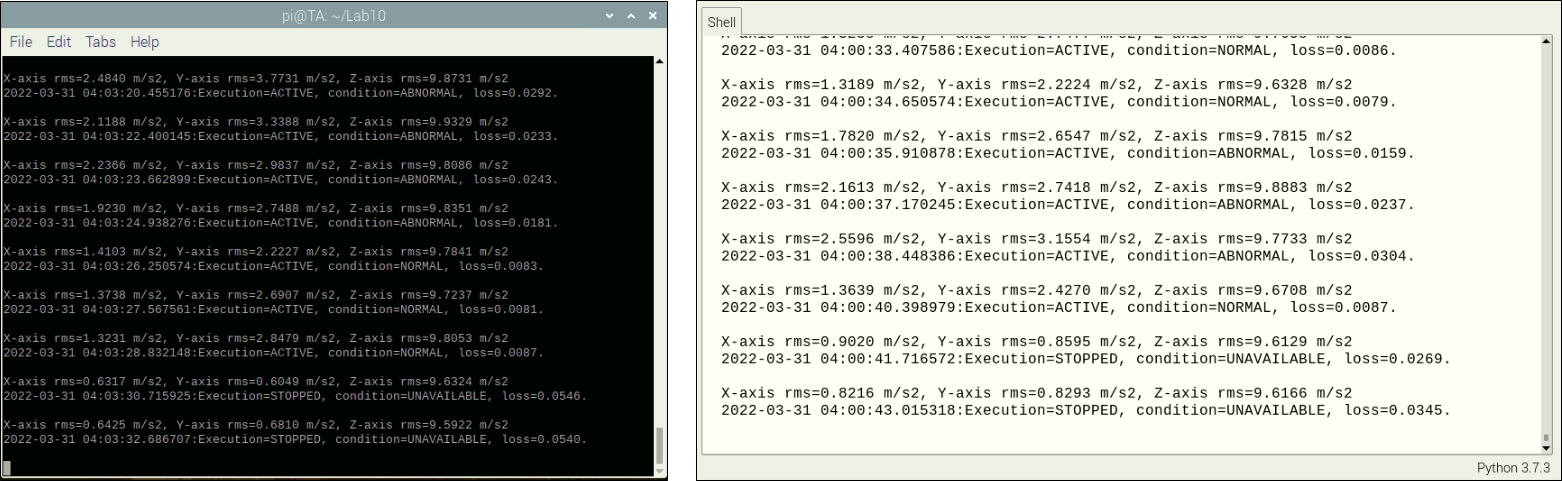 pi@TA: ~/Lab10
File Edit Tabs Help
X-axis rms=2.4840 m/s2, Y-axis rms=3.7731 m/s2, Z-axis rms=9.8731 m/s2
2022-03-31 04:03:20.455176:Execution=ACTIVE, condition=ABNORMAL, loss=0.0292.
X-axis rms=2.1188 m/s2, Y-axis rms=3.3388 m/s2, Z-axis rms=9.9329 m/s2
2022-03-31 04:03:22.400145:Execution=ACTIVE, condition=ABNORMAL, loss=0.0233.
X-axis rms=2.2366 m/s2, Y-axis rms=2.9837 m/s2, Z-axis rms=9.8086 m/s2
2022-03-31 04:03:23.662899:Execution=ACTIVE, condition=ABNORMAL, loss=0.0243.
X-axis rms=1.9230 m/s2, Y-axis rms=2.7488 m/s2, Z-axis rms=9.8351 m/s2
2022-03-31 04:03:24.938276:Execution=ACTIVE, condition=ABNORMAL, loss=0.0181.
X-axis rms=1.4103 m/s2, Y-axis rms=2.2227 m/s2, Z-axis rms=9.7841 m/s2
2022-03-31 04:03:26.250574:Execution=ACTIVE, condition=NORMAL, loss=0.0083.
X-axis rms=1.3738 m/s2, Y-axis rms=2.6907 m/s2, Z-axis rms=9.7237 m/s2
2022-03-31 04:03:27.567561:Execution=ACTIVE, condition=NORMAL, loss=0.0081.
X-axis rms=1.3231 m/s2, Y-axis rms=2.8479 m/s2, Z-axis rms=9.8053 m/s2
2022-03-31 04:03:28.832148:Execution=ACTIVE, condition=NORMAL, loss=0.0087.
X-axis rms=0.6317 m/s2, Y-axis rms=0.6049 m/s2, Z-axis rms=9.6324 m/s2
2022-03-31 04:03:30.715925:Execution=STOPPED, condition=UNAVAILABLE, loss=0.0546.
X-axis rms=0.6425 m/s2, Y-axis rms=0.6810 m/s2, Z-axis rms=9.5922 m/s2
2022-03-31 04:03:32.686707:Execution=STOPPED, condition=UNAVAILABLE, loss=0.0540.
Shell
2022-03-31 04:00:33.407586:Execution=ACTIVE, condition=NORMAL, loss=0.0086.
X-axis rms=1.3189 m/s2, Y-axis rms=2.2224 m/s2, Z-axis rms=9.6328 m/s2
2022-03-31 04:00:34.650574:Execution=ACTIVE, condition=NORMAL, loss=0.0079.
X-axis rms=1.7820 m/s2, Y-axis rms=2.6547 m/s2, Z-axis rms=9.7815 m/s2
2022-03-31 04:00:35.910878:Execution=ACTIVE, condition=ABNORMAL, loss=0.0159.
X-axis rms=2.1613 m/s2, Y-axis rms=2.7418 m/s2, Z-axis rms=9.8883 m/s2
2022-03-31 04:00:37.170245:Execution=ACTIVE, condition=ABNORMAL, loss=0.0237.
X-axis rms=2.5596 m/s2, Y-axis rms=3.1554 m/s2, Z-axis rms=9.7733 m/s2
2022-03-31 04:00:38.448386:Execution=ACTIVE, condition=ABNORMAL, loss=0.0304.
X-axis rms=1.3639 m/s2, Y-axis rms=2.4270 m/s2, Z-axis rms=9.6708 m/s2
2022-03-31 04:00:40.398979:Execution=ACTIVE, condition=NORMAL, loss=0.0087.
X-axis rms=0.9020 m/s2, Y-axis rms=0.8595 m/s2, Z-axis rms=9.6129 m/s2
2022-03-31 04:00:41.716572:Execution=STOPPED, condition=UNAVAILABLE, loss=0.0269.
X-axis rms=0.8216 m/s2, Y-axis rms=0.8293 m/s2, Z-axis rms=9.6166 m/s2
2022-03-31 04:00:43.015318:Execution=STOPPED, condition=UNAVAILABLE, loss=0.0345.
Python 3.7.3